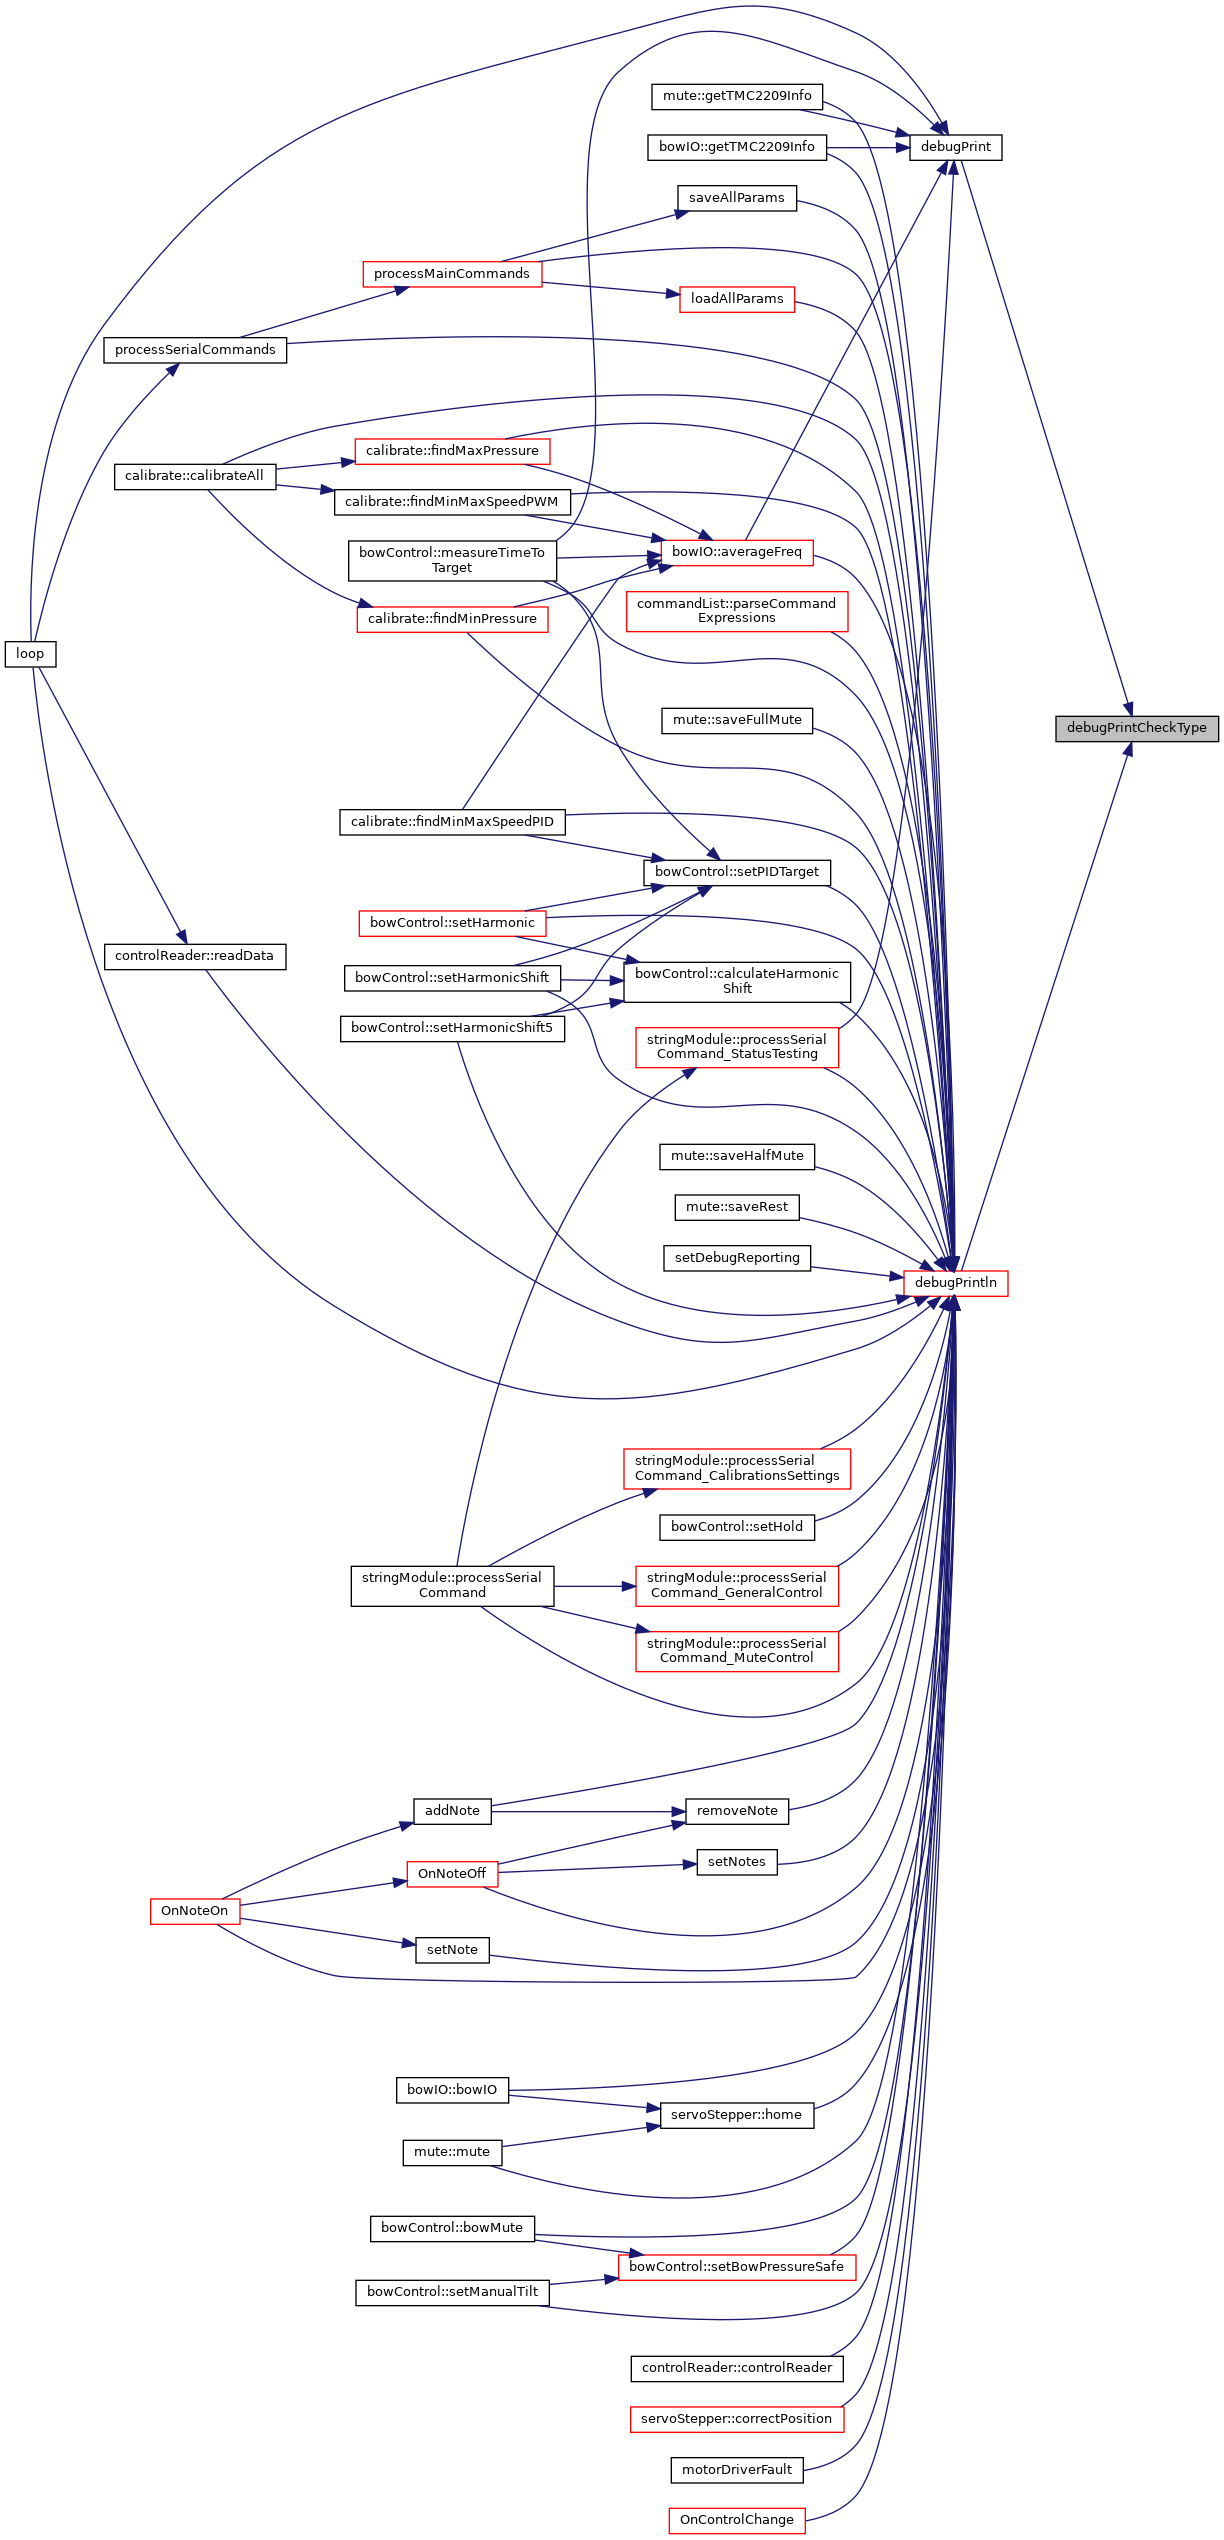 mute::getTMC2209Info
debugPrint
bowIO::getTMC2209Info
saveAllParams
processMainCommands
loadAllParams
processSerialCommands
calibrate::findMaxPressure
calibrate::calibrateAll
calibrate::findMinMaxSpeedPWM
bowControl::measureTimeTo
Target
bowIO::averageFreq
commandList::parseCommand
Expressions
calibrate::findMinPressure
loop
mute::saveFullMute
debugPrintCheckType
calibrate::findMinMaxSpeedPID
bowControl::setPIDTarget
bowControl::setHarmonic
controlReader::readData
bowControl::setHarmonicShift
bowControl::calculateHarmonic
Shift
bowControl::setHarmonicShift5
stringModule::processSerial
Command_StatusTesting
mute::saveHalfMute
mute::saveRest
setDebugReporting
debugPrintln
stringModule::processSerial
Command_CalibrationsSettings
bowControl::setHold
stringModule::processSerial
Command
stringModule::processSerial
Command_GeneralControl
stringModule::processSerial
Command_MuteControl
addNote
removeNote
setNotes
OnNoteOff
OnNoteOn
setNote
bowIO::bowIO
servoStepper::home
mute::mute
bowControl::bowMute
bowControl::setBowPressureSafe
bowControl::setManualTilt
controlReader::controlReader
servoStepper::correctPosition
motorDriverFault
OnControlChange